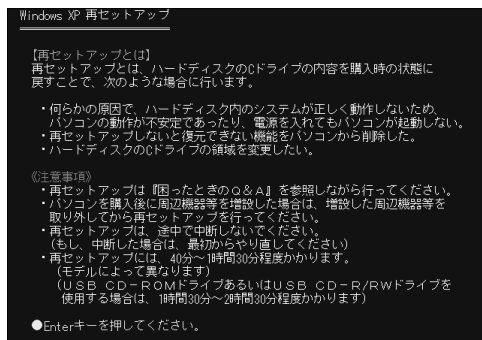 Windows XP 再セットアップ
【再セットアップとは】
再セットアップとは、ハードディスクのCドライブの内容を購入時の状態に
戻すことで、次のような場合に行います。
・何らかの原因で、ハードディスク内のシステムが正しく動作しないため、
パソコンの動作が不安定であったり、電源を入れてもパソコンが起動しない。
・再セットアップしないと復元できない機能をパソコンから削除した。
・ハードディスクのCドライブの領域を変更したい。
《注意事項》
・再セットアップは『困ったときのQ&A』を参照しながら行ってください。
・パソコンを購入後に周辺機器等を増設した場合は、増設した周辺機器等を
取り外してから再セットアップを行ってください。
・再セットアップは、途中で中断しないでください。
(もし、中断した場合は、最初からやり直してください)
・再セットアップには、40分〜1時間30分程度かかります。
(モデルによって異なります)
(USB CD-ROMドライブあるいはUSB CD-R/RWドライブを
使用する場合は、1時間30分〜2時間30分程度かかります)
●Enterキーを押してください。